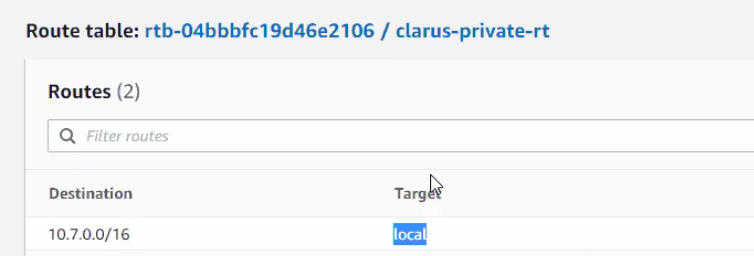 Route table: rtb-04bbbfc19d46e2106 / clarus-private-rt
Routes (2)
Filter routes
Destination Target
10.7.0.0/16 local